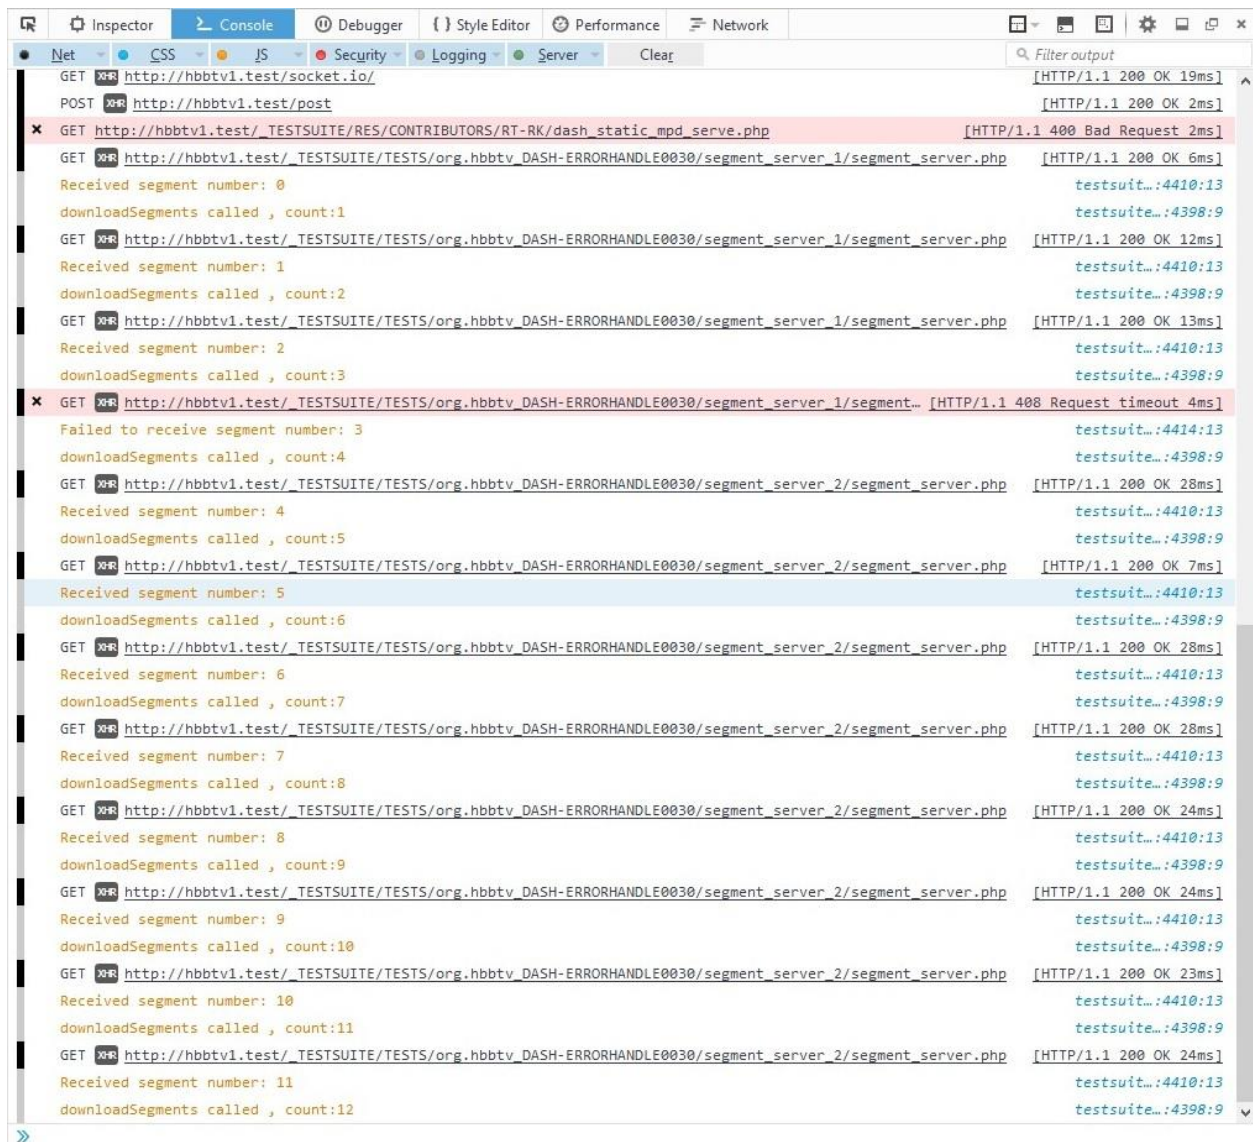 Inspector Console Debugger { } Style Editor Performance Network
Net CSS JS Security Logging Server Clear Filter output
GET XHR http://hbbtv1.test/socket.io/ [HTTP/1.1 200 OK 19ms]
POST XHR http://hbbtv1.test/post [HTTP/1.1 200 OK 2ms]
GET http://hbbtv1.test/_TESTSUITE/RES/CONTRIBUTORS/RT-RK/dash_static_mpd_serve.php [HTTP/1.1 400 Bad Request 2ms]
GET XHR http://hbbtv1.test/_TESTSUITE/TESTS/org.hbbtv_DASH-ERRORHANDLE0030/segment_server_1/segment_server.php [HTTP/1.1 200 OK 6ms]
Received segment number: 0 testsuit…:4410:13
downloadSegments called , count:1 testsuite…:4398:9
GET XHR http://hbbtv1.test/_TESTSUITE/TESTS/org.hbbtv_DASH-ERRORHANDLE0030/segment_server_1/segment_server.php [HTTP/1.1 200 OK 12ms]
Received segment number: 1 testsuit…:4410:13
downloadSegments called , count:2 testsuite…:4398:9
GET XHR http://hbbtv1.test/_TESTSUITE/TESTS/org.hbbtv_DASH-ERRORHANDLE0030/segment_server_1/segment_server.php [HTTP/1.1 200 OK 13ms]
Received segment number: 2 testsuit…:4410:13
downloadSegments called , count:3 testsuite…:4398:9
GET XHR http://hbbtv1.test/_TESTSUITE/TESTS/org.hbbtv_DASH-ERRORHANDLE0030/segment_server_1/segment… [HTTP/1.1 408 Request timeout 4ms]
Failed to receive segment number: 3 testsuit…:4414:13
downloadSegments called , count:4 testsuite…:4398:9
GET XHR http://hbbtv1.test/_TESTSUITE/TESTS/org.hbbtv_DASH-ERRORHANDLE0030/segment_server_2/segment_server.php [HTTP/1.1 200 OK 28ms]
Received segment number: 4 testsuit…:4410:13
downloadSegments called , count:5 testsuite…:4398:9
GET XHR http://hbbtv1.test/_TESTSUITE/TESTS/org.hbbtv_DASH-ERRORHANDLE0030/segment_server_2/segment_server.php [HTTP/1.1 200 OK 7ms]
Received segment number: 5 testsuit…:4410:13
downloadSegments called , count:6 testsuite…:4398:9
GET XHR http://hbbtv1.test/_TESTSUITE/TESTS/org.hbbtv_DASH-ERRORHANDLE0030/segment_server_2/segment_server.php [HTTP/1.1 200 OK 28ms]
Received segment number: 6 testsuit…:4410:13
downloadSegments called , count:7 testsuite…:4398:9
GET XHR http://hbbtv1.test/_TESTSUITE/TESTS/org.hbbtv_DASH-ERRORHANDLE0030/segment_server_2/segment_server.php [HTTP/1.1 200 OK 28ms]
Received segment number: 7 testsuit…:4410:13
downloadSegments called , count:8 testsuite…:4398:9
GET XHR http://hbbtv1.test/_TESTSUITE/TESTS/org.hbbtv_DASH-ERRORHANDLE0030/segment_server_2/segment_server.php [HTTP/1.1 200 OK 24ms]
Received segment number: 8 testsuit…:4410:13
downloadSegments called , count:9 testsuite…:4398:9
GET XHR http://hbbtv1.test/_TESTSUITE/TESTS/org.hbbtv_DASH-ERRORHANDLE0030/segment_server_2/segment_server.php [HTTP/1.1 200 OK 24ms]
Received segment number: 9 testsuit…:4410:13
downloadSegments called , count:10 testsuite…:4398:9
GET XHR http://hbbtv1.test/_TESTSUITE/TESTS/org.hbbtv_DASH-ERRORHANDLE0030/segment_server_2/segment_server.php [HTTP/1.1 200 OK 23ms]
Received segment number: 10 testsuit…:4410:13
downloadSegments called , count:11 testsuite…:4398:9
GET XHR http://hbbtv1.test/_TESTSUITE/TESTS/org.hbbtv_DASH-ERRORHANDLE0030/segment_server_2/segment_server.php [HTTP/1.1 200 OK 24ms]
Received segment number: 11 testsuit…:4410:13
downloadSegments called , count:12 testsuite…:4398:9